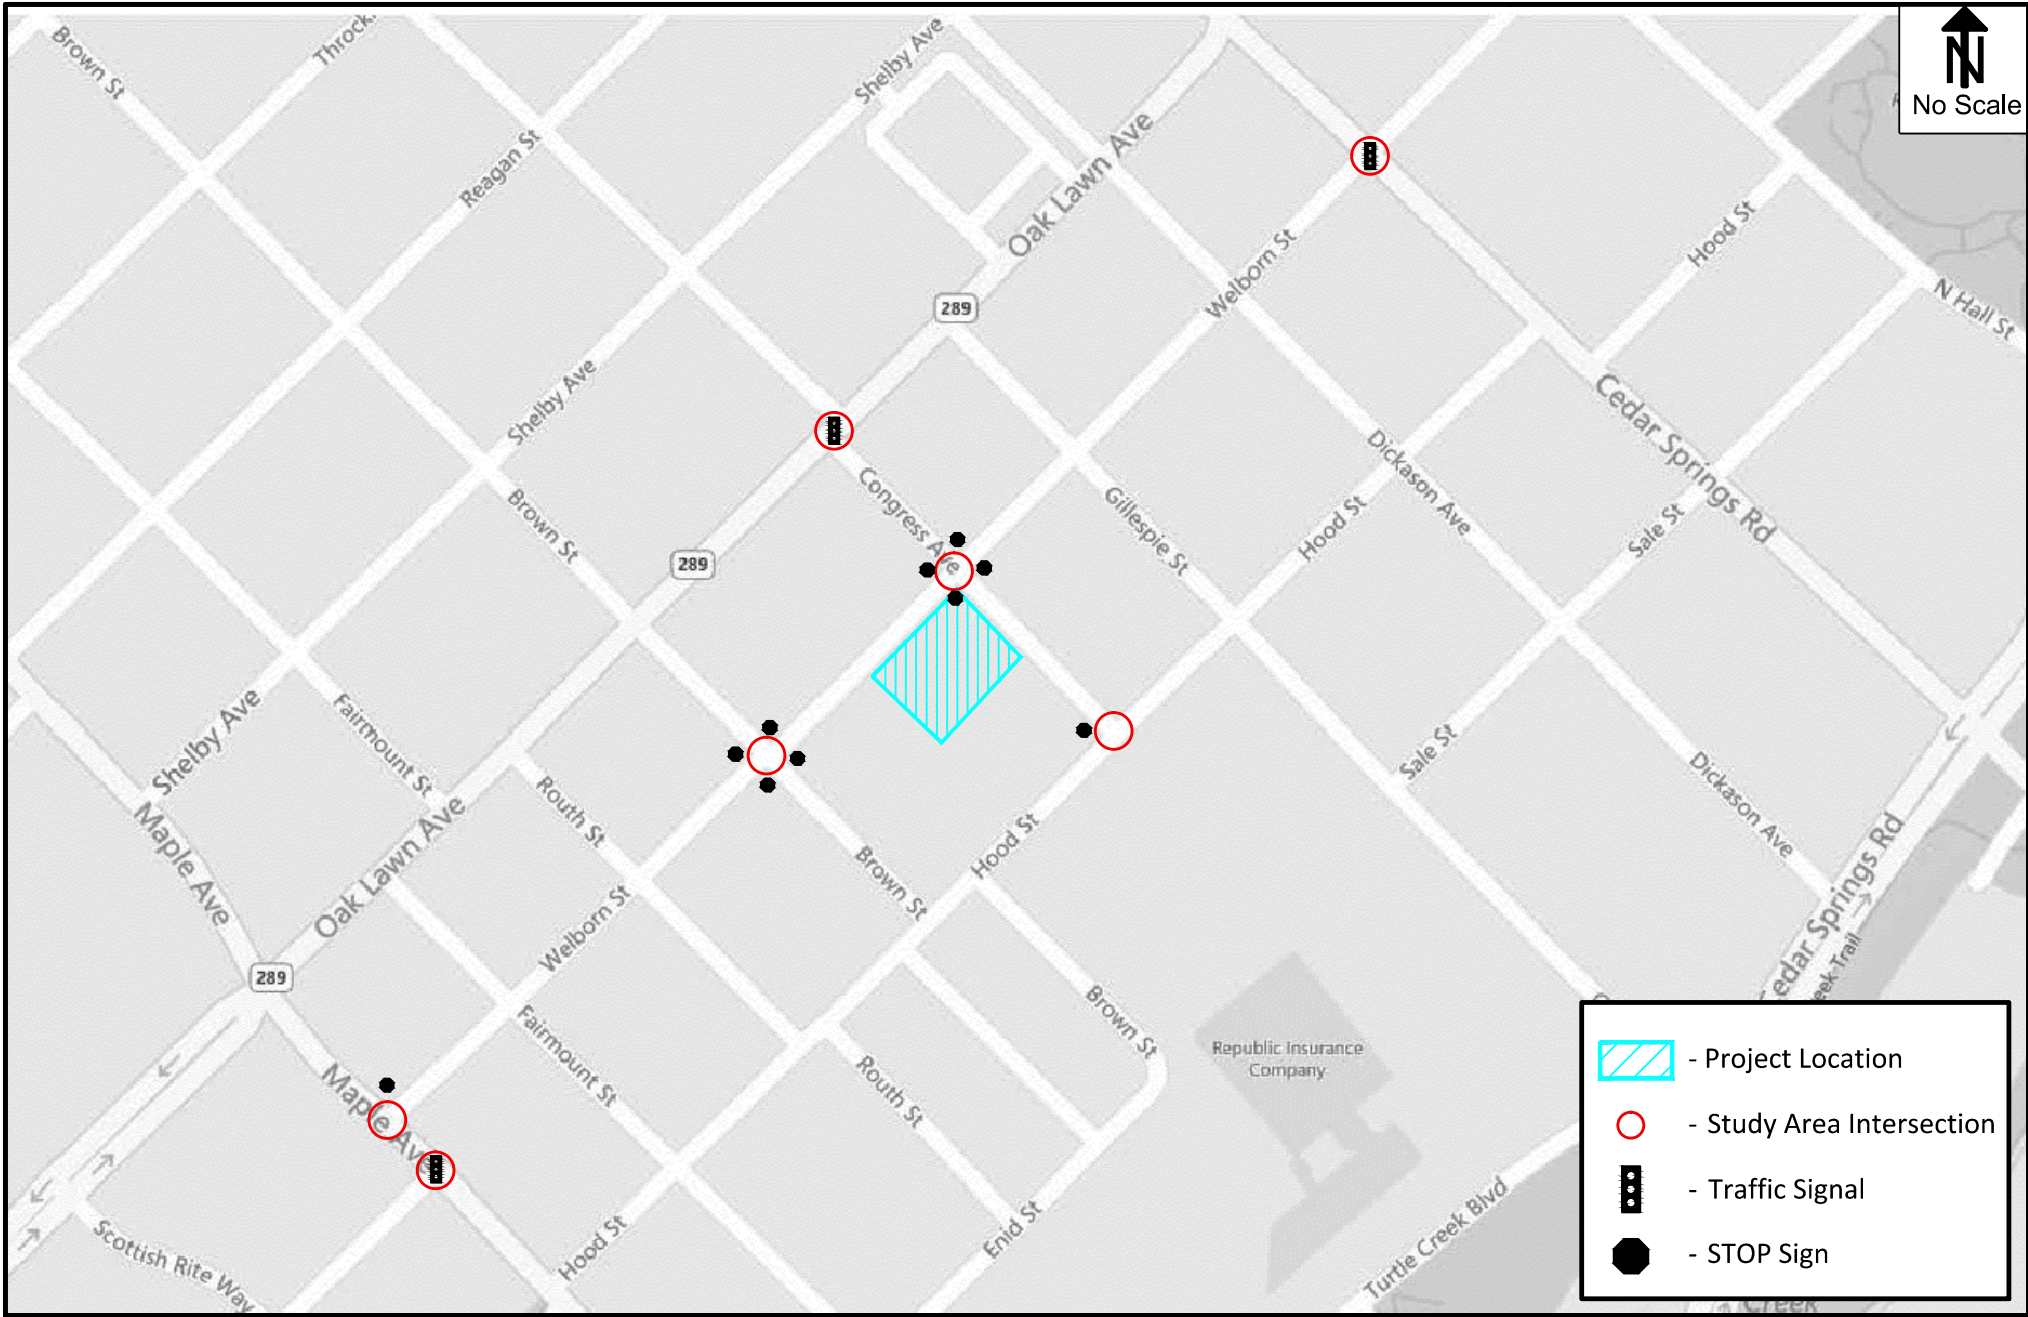 Brown St
Throck
Shelby Ave
N
No Scale
Reagan St
Oak Lawn Ave
Hood St
Welborn St
N Hall St
289
Shelby Ave
Cedar Springs Rd
Dickason Ave
Congress Ave
Gillespie St
Hood St
Sale St
Brown St
289
Shelby Ave
Fairmount St
Sale St
Dickason Ave
Maple Ave
Oak Lawn Ave
Routh St
Hood St
Brown St
Welborn St
Cedar Springs Rd
eek Trail
289
Brown St
Fairmount St
Republic Insurance
Company
Maple Ave
Routh St
Scottish Rite Way
Hood St
Enid St
Turtle Creek Blvd
Creek
- Project Location
- Study Area Intersection
- Traffic Signal
- STOP Sign